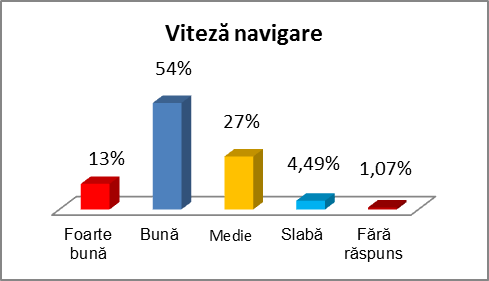 Viteză navigare
54%
27%
13%
4,49%
1,07%
Foarte bună
Bună
Medie
Slabă
Fără răspuns